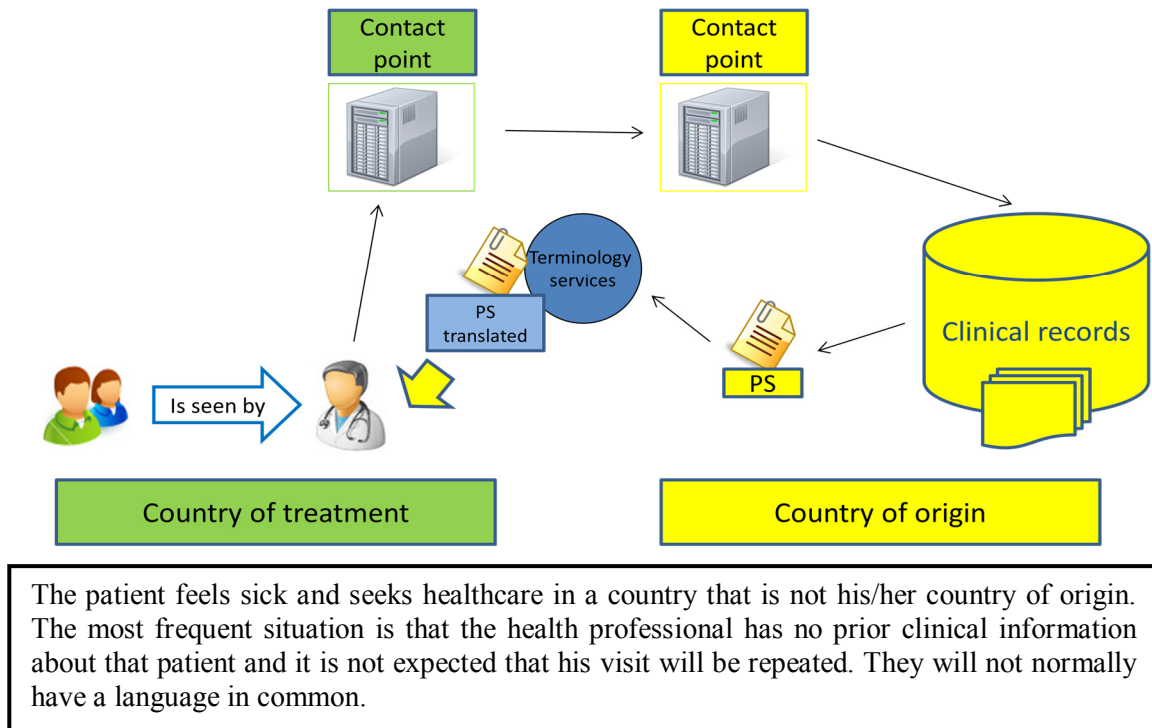 Contact
point
Contact
point
Terminology
services
PS
translated
PS
Clinical records
Is seen by
Country of treatment
Country of origin
The patient feels sick and seeks healthcare in a country that is not his/her country of origin.
The most frequent situation is that the health professional has no prior clinical information
about that patient and it is not expected that his visit will be repeated. They will not normally
have a language in common.